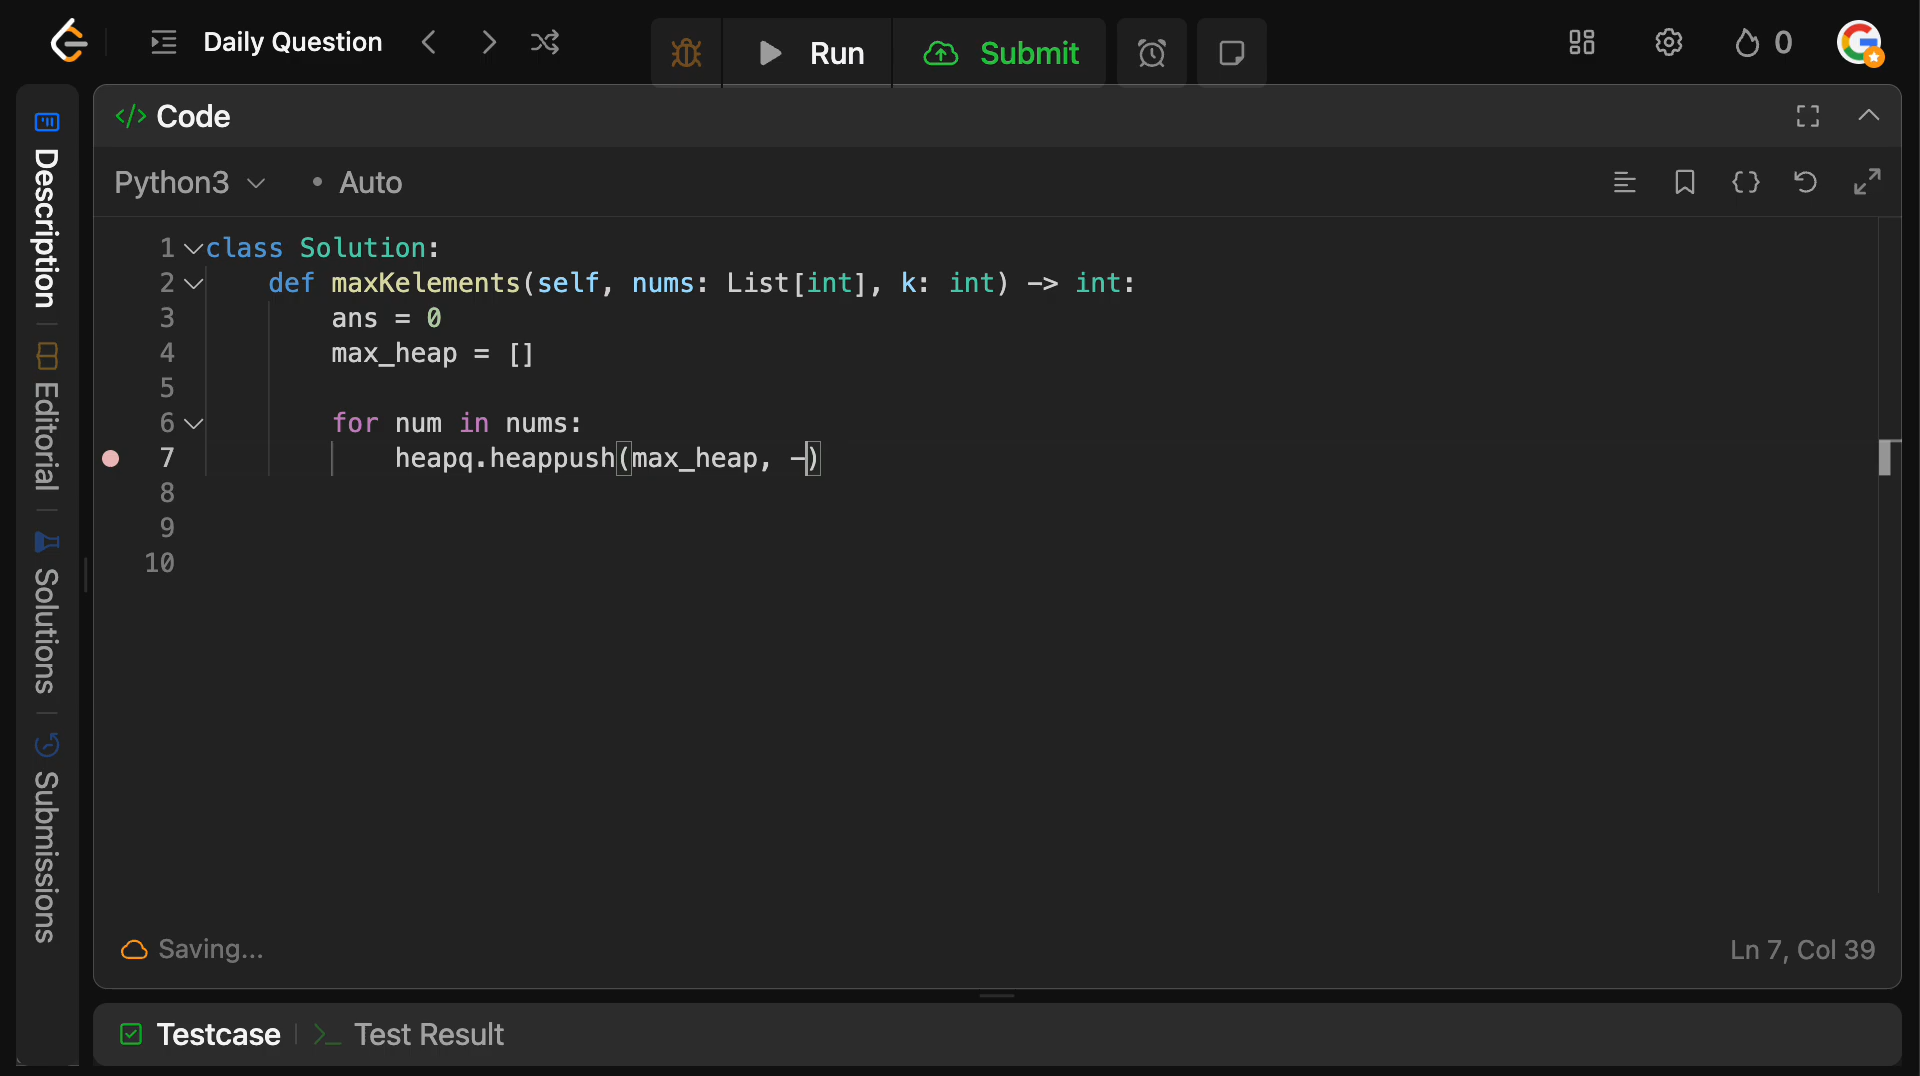 Daily Question
Run
Submit
0
Description
Editorial
Solutions
Submissions
</> Code
Python3
• Auto
1 class Solution:
2 def maxKelements(self, nums: List[int], k: int) -> int:
3 ans = 0
4 max_heap = []
5
6 for num in nums:
7 heapq.heappush(max_heap, -)
8
9
10
Saving...
Ln 7, Col 39
Testcase
>_ Test Result